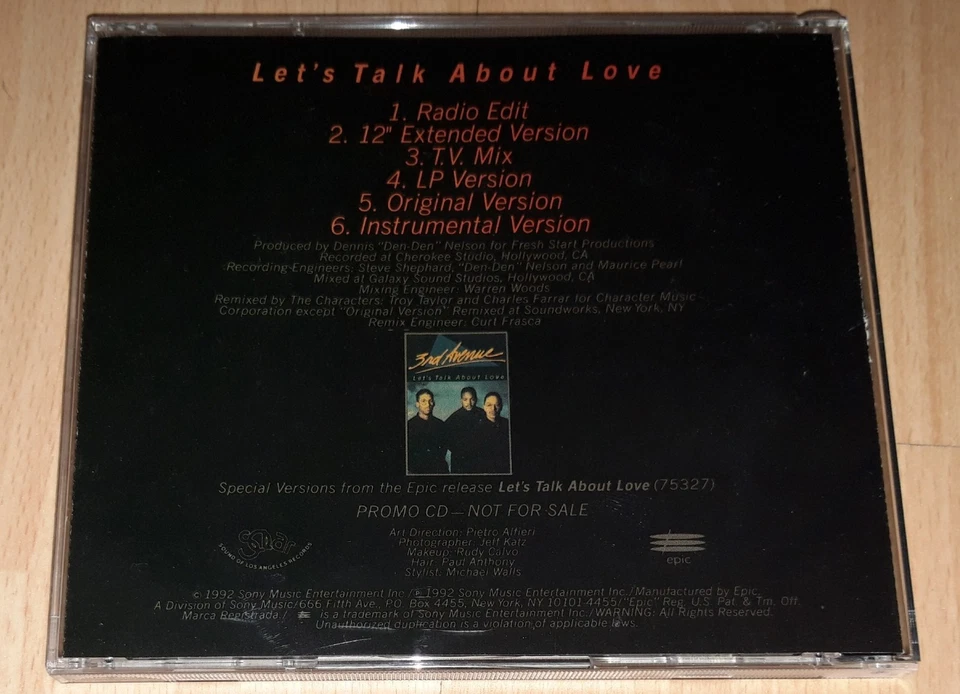 Let's Talk About Love
1. Radio Edit
2. 12" Extended Version
3. T.V. Mix
4. LP Version
5. Original Version
6. Instrumental Version
Produced by Dennis "Den-Den" Nelson for Fresh Start Productions
Recorded at Cherokee Studio, Hollywood, CA
Recording Engineers: Steve Shephard, "Den-Den" Nelson and Maurice Pearl
Mixed at Galaxy Sound Studios, Hollywood, CA
Mixing Engineer: Warren Woods
Remixed by The Characters: Troy Taylor and Charles Farrar for Character Music
Corporation except "Original Version" Remixed at Soundworks, New York, NY
Remix Engineer: Curt Frasca
3rd Avenue
Let's Talk About Love
Special Versions from the Epic release Let's Talk About Love (75327)
PROMO CD — NOT FOR SALE
Art Direction: Pietro Alfieri
Photographer: Jeff Katz
Makeup: Rudy Calvo
Hair: Paul Anthony
Stylist: Michael Walls
Solar
SOUND OF LOS ANGELES RECORDS
epic
© 1992 Sony Music Entertainment Inc./℗ 1992 Sony Music Entertainment Inc./Manufactured by Epic,
A Division of Sony Music/666 Fifth Ave., P.O. Box 4455, New York, NY 10101-4455/"Epic" Reg. U.S. Pat. & Tm. Off.
Marca Registrada./ is a trademark of Sony Music Entertainment Inc./WARNING: All Rights Reserved.
Unauthorized duplication is a violation of applicable laws.